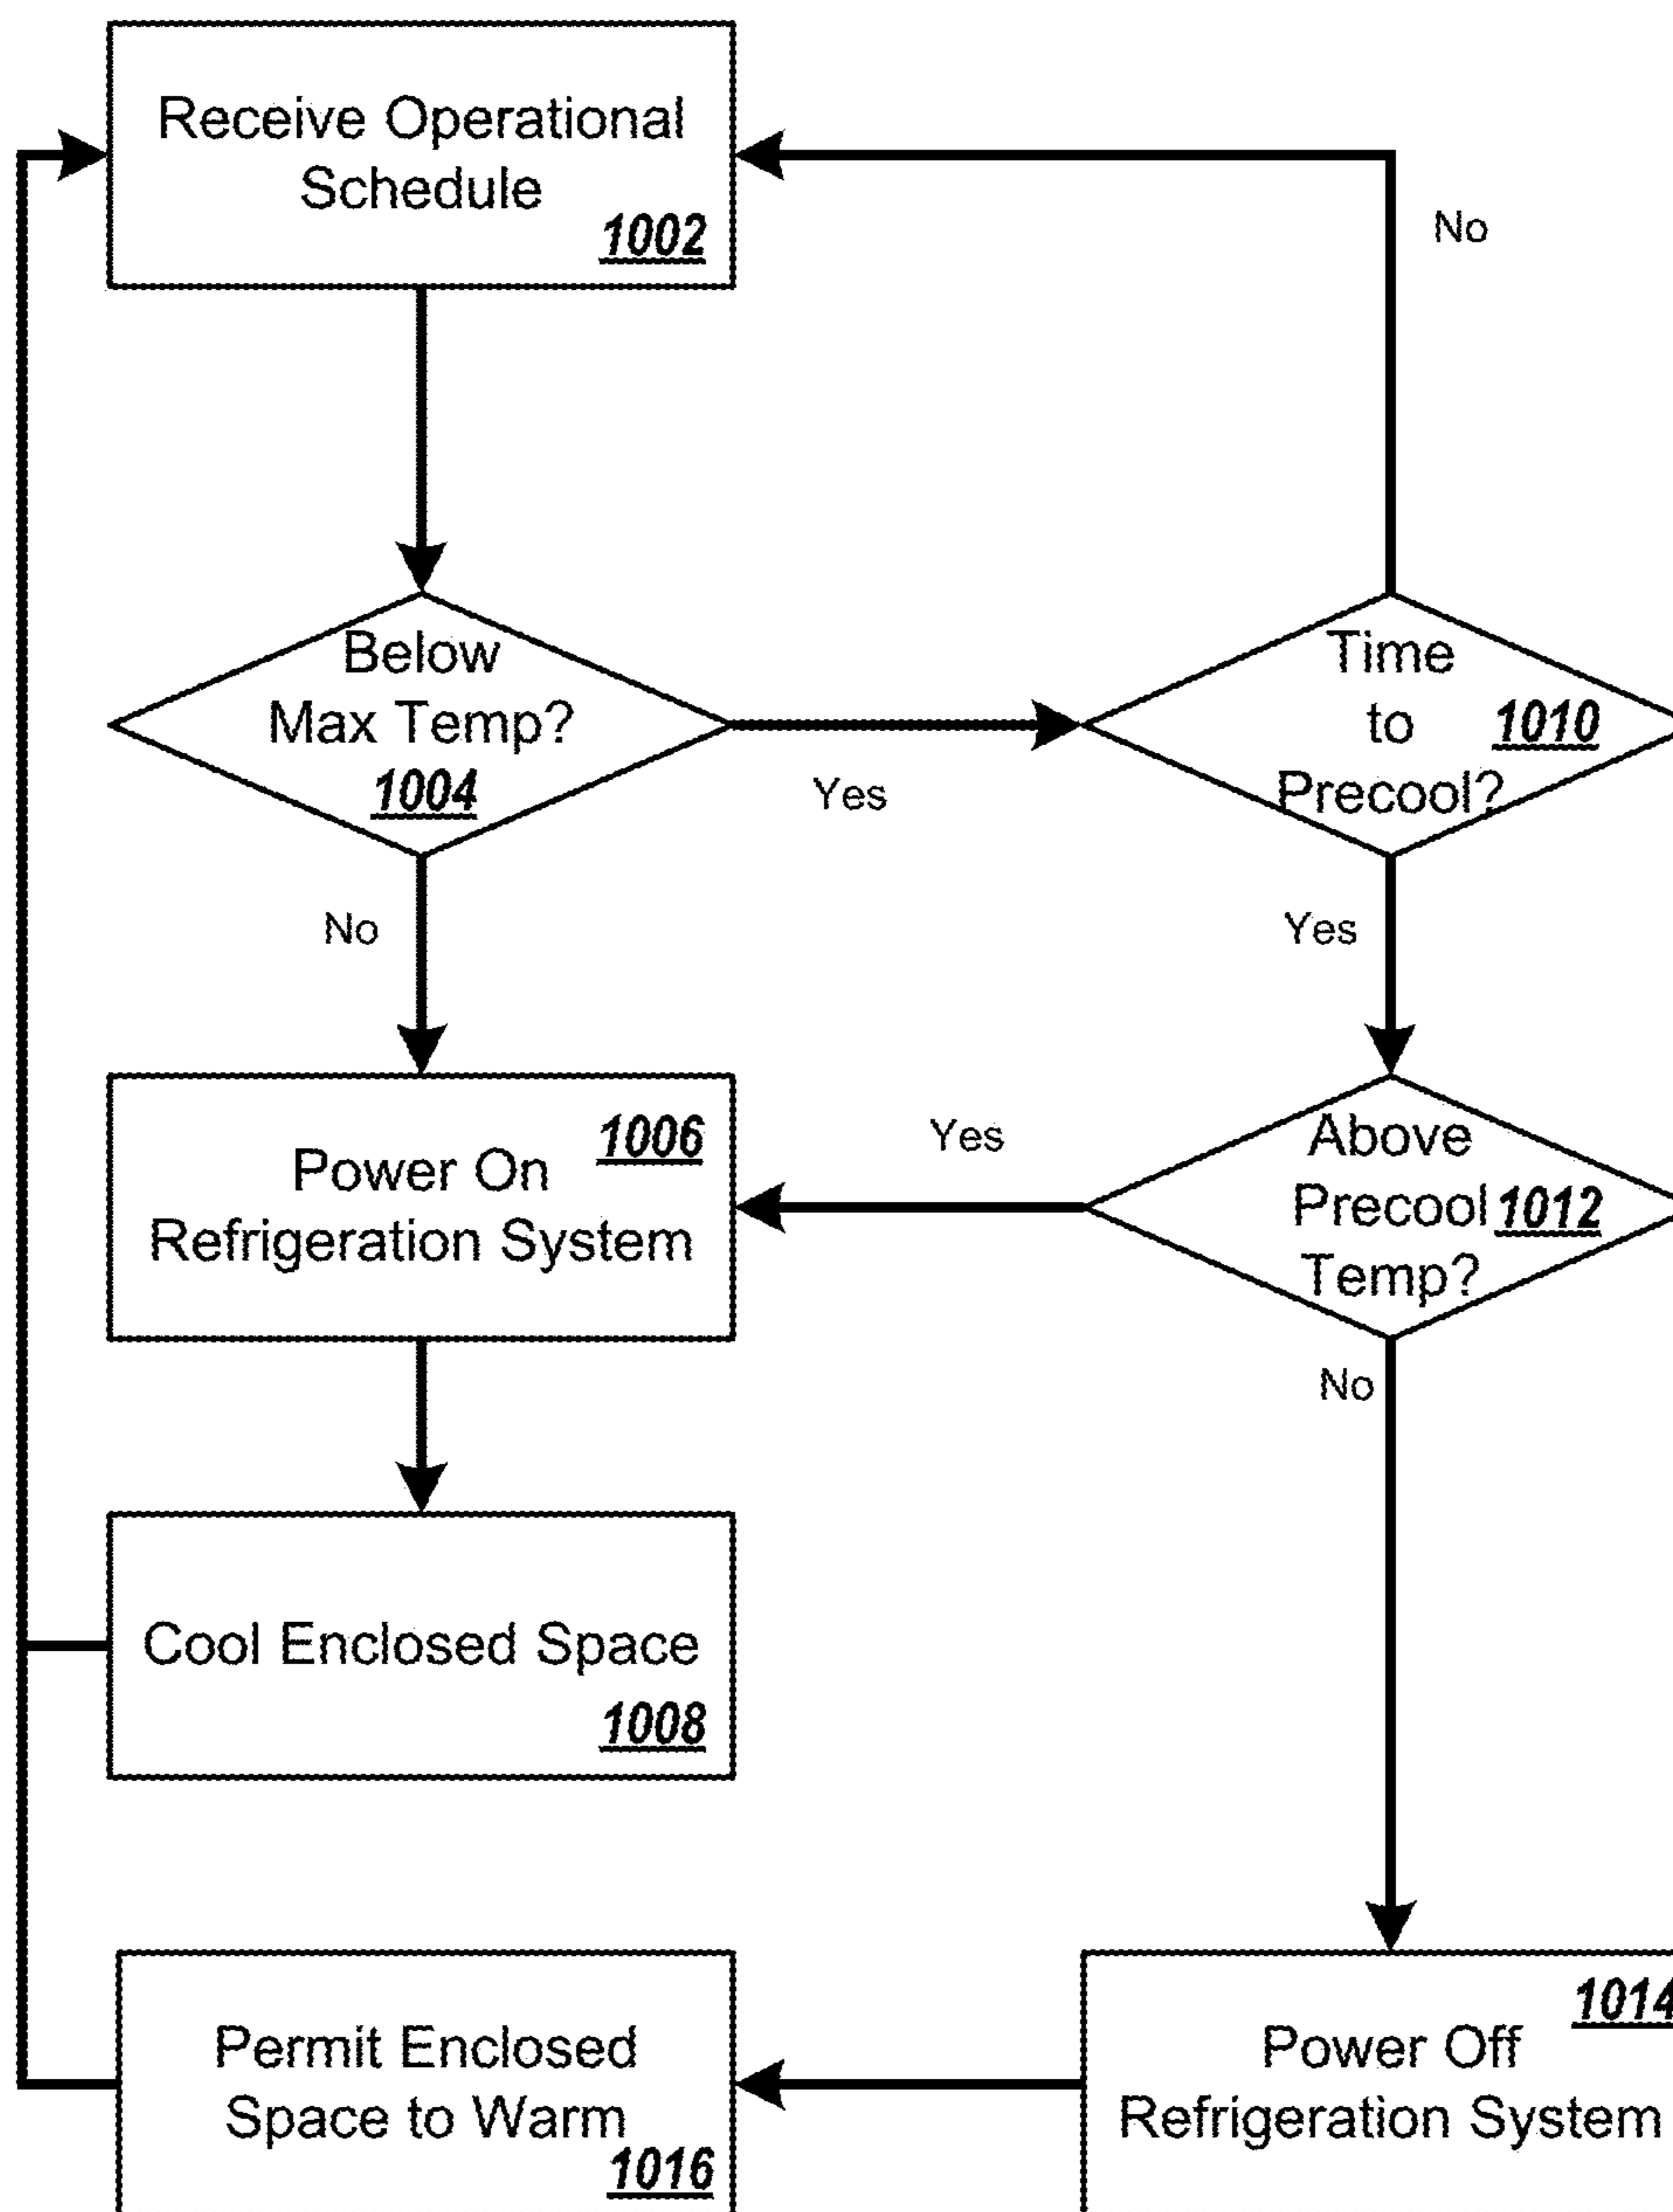 Receive Operational
Schedule
1002
No
Below
Max Temp?
1004
Yes
Time
to
1010
Precool?
No
Yes
1006
Power On
Refrigeration System
Yes
Above
Precool
1012
Temp?
No
Cool Enclosed Space
1008
Permit Enclosed
Space to Warm
1016
1014
Power Off
Refrigeration System